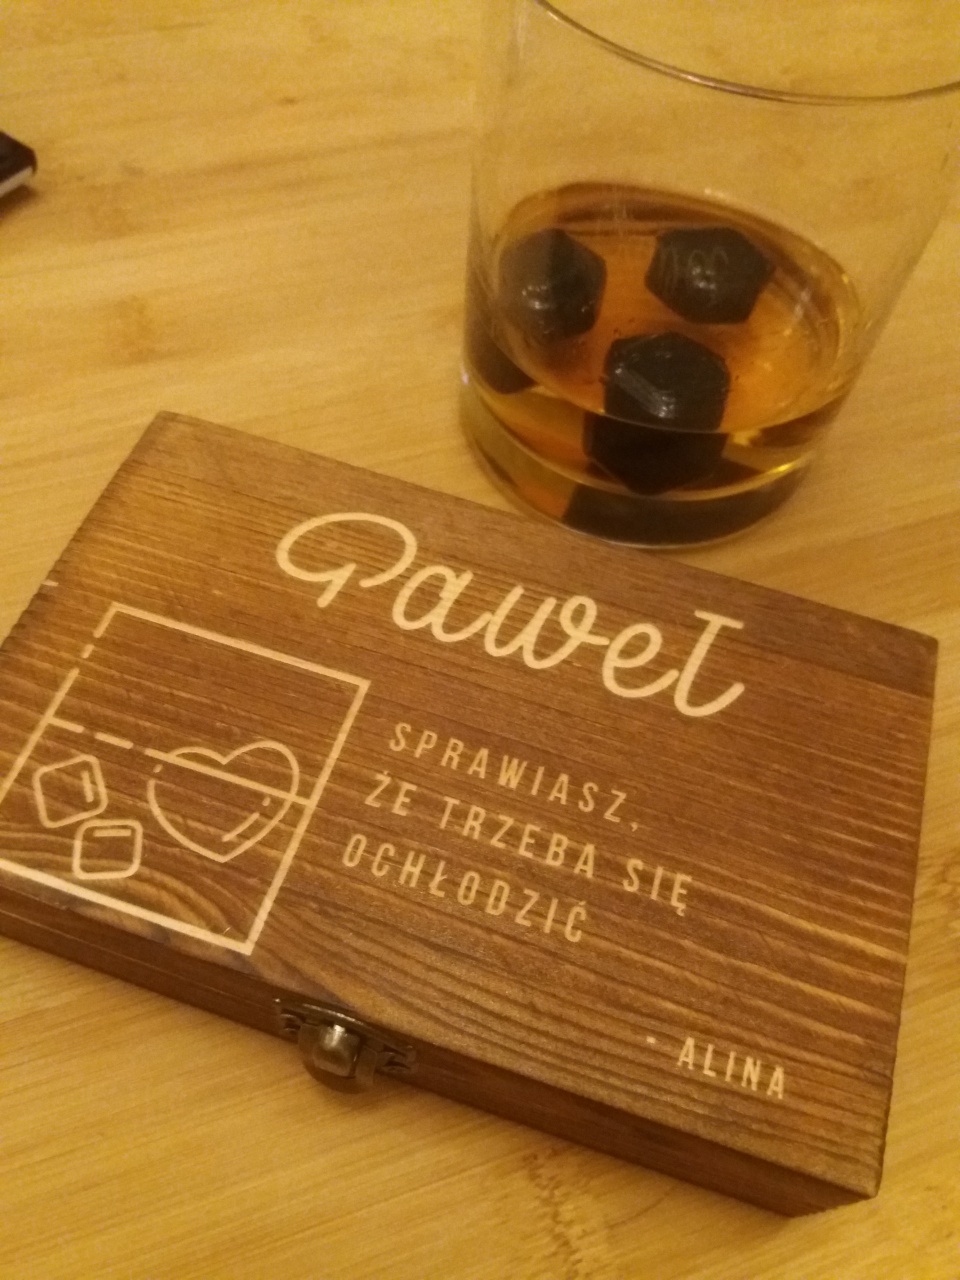 Paweł
SPRAWIASZ,
ŻE TRZEBA SIĘ
OCHŁODZIĆ
- ALINA